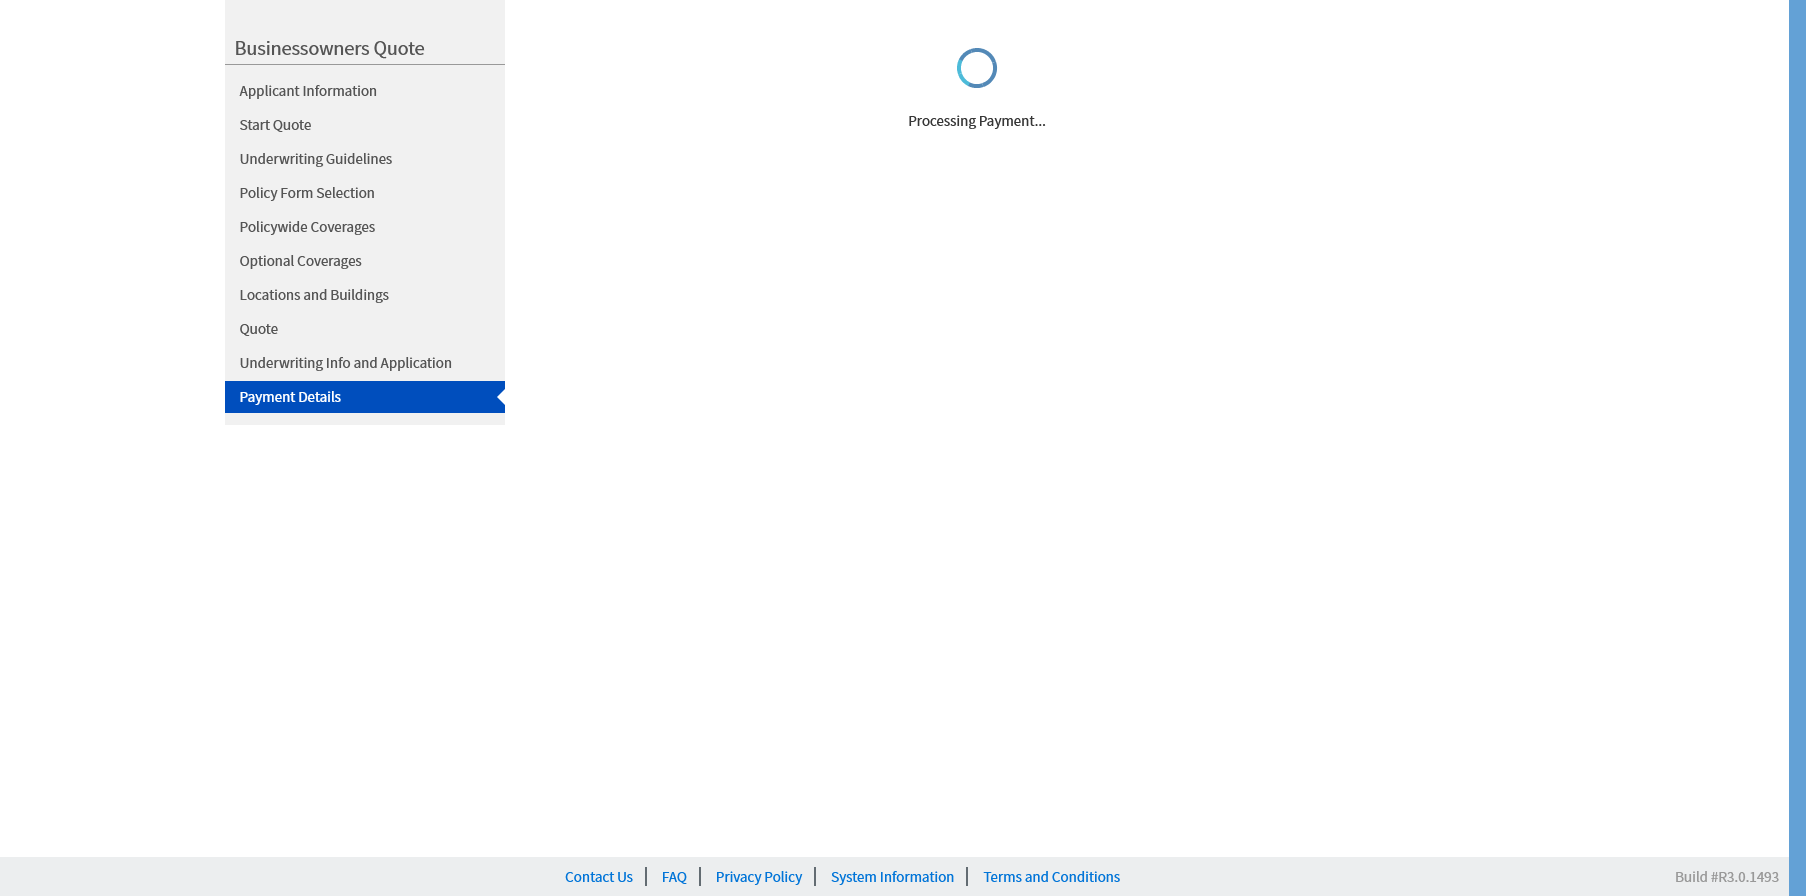 Businessowners Quote
Applicant Information
Start Quote
Underwriting Guidelines
Policy Form Selection
Policywide Coverages
Optional Coverages
Locations and Buildings
Quote
Underwriting Info and Application
Payment Details
Processing Payment...
Contact Us
FAQ
Privacy Policy
System Information
Terms and Conditions
Build #R3.0.1493